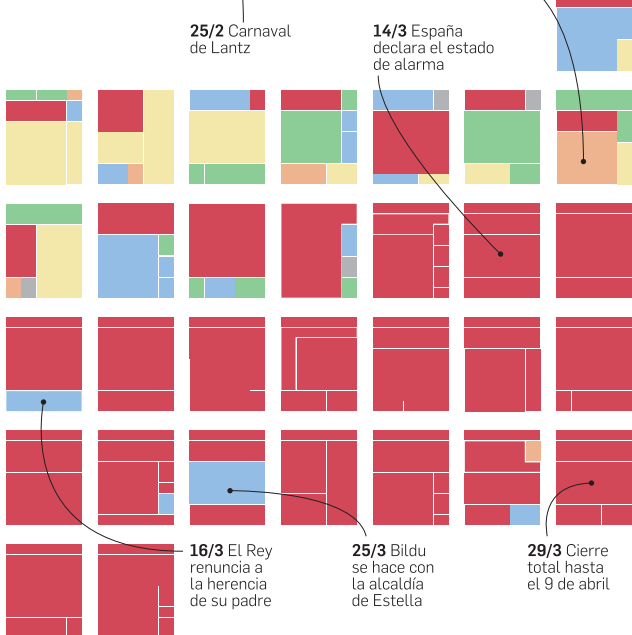 25/2 Carnaval
de Lantz
14/3 España
declara el estado
de alarma
16/3 El Rey
renuncia a
la herencia
de su padre
25/3 Bildu
se hace con
la alcaldía
de Estella
29/3 Cierre
total hasta
el 9 de abril